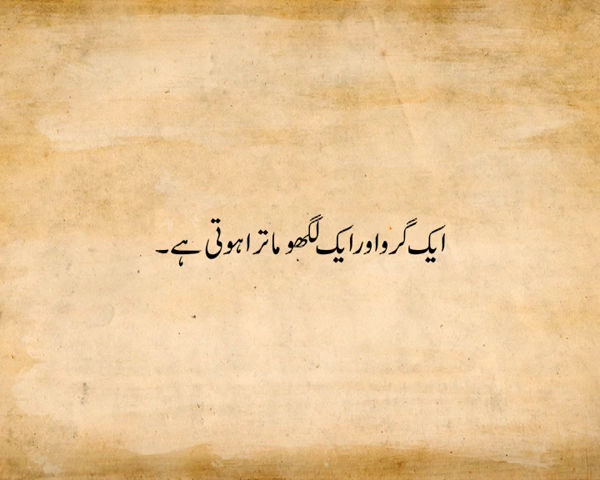 ایک گرو اور ایک لگھو ماترا ہوتی ہے۔